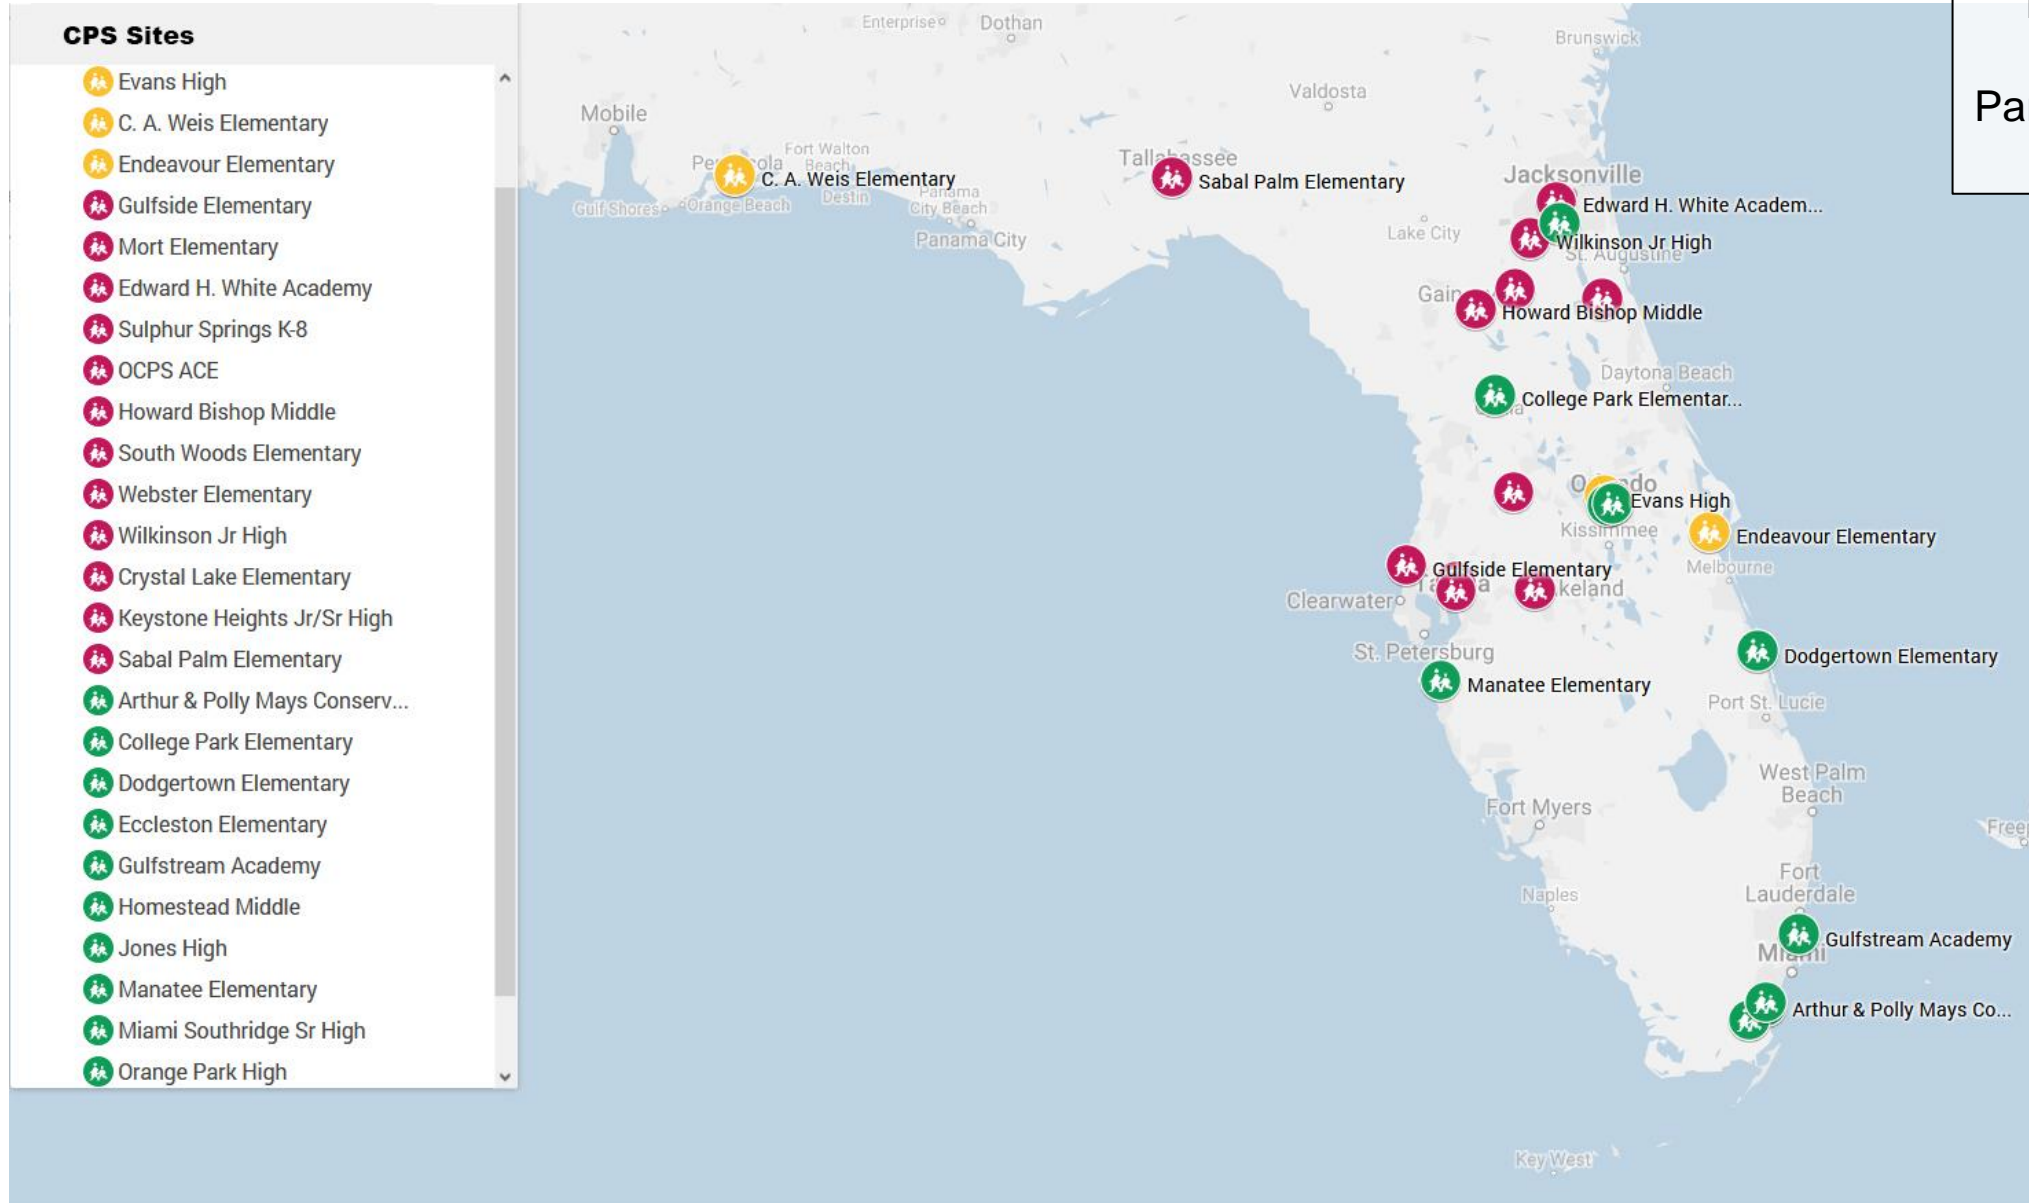 CPS Sites
Evans High
C. A. Weis Elementary
Endeavour Elementary
Gulfside Elementary
Mort Elementary
Edward H. White Academy
Sulphur Springs K-8
OCPS ACE
Howard Bishop Middle
South Woods Elementary
Webster Elementary
Wilkinson Jr High
Crystal Lake Elementary
Keystone Heights Jr/Sr High
Sabal Palm Elementary
Arthur & Polly Mays Conserv...
College Park Elementary
Dodgertown Elementary
Eccleston Elementary
Gulfstream Academy
Homestead Middle
Jones High
Manatee Elementary
Miami Southridge Sr High
Orange Park High
Enterprise
Dothan
Brunswick
Valdosta
Mobile
Pa
Fort Walton
Beach
Tallahassee
C. A. Weis Elementary
Sabal Palm Elementary
Jacksonville
Gulf Shores
Orange Beach
Destin
Panama
City Beach
Panama City
Edward H. White Academ...
Lake City
Wilkinson Jr High
St. Augustine
Gain
Howard Bishop Middle
Daytona Beach
College Park Elementar...
Evans High
Kissimmee
Endeavour Elementary
Melbourne
Gulfside Elementary
keland
Clearwater
St. Petersburg
Dodgertown Elementary
Manatee Elementary
Port St. Lucie
West Palm
Beach
Fort Myers
Free
Fort
Lauderdale
Naples
Gulfstream Academy
Miami
Arthur & Polly Mays Co...
Key West